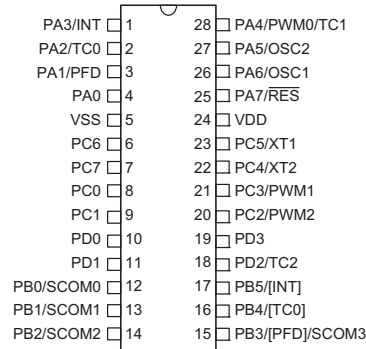 PA3/INT 1 28 PA4/PWM0/TC1
PA2/TC0 2 27 PA5/OSC2
PA1/PFD 3 26 PA6/OSC1
PA0 4 25 PA7/RES
VSS 5 24 VDD
PC6 6 23 PC5/XT1
PC7 7 22 PC4/XT2
PC0 8 21 PC3/PWM1
PC1 9 20 PC2/PWM2
PD0 10 19 PD3
PD1 11 18 PD2/TC2
PB0/SCOM0 12 17 PB5/[INT]
PB1/SCOM1 13 16 PB4/[TC0]
PB2/SCOM2 14 15 PB3/[PFD]/SCOM3